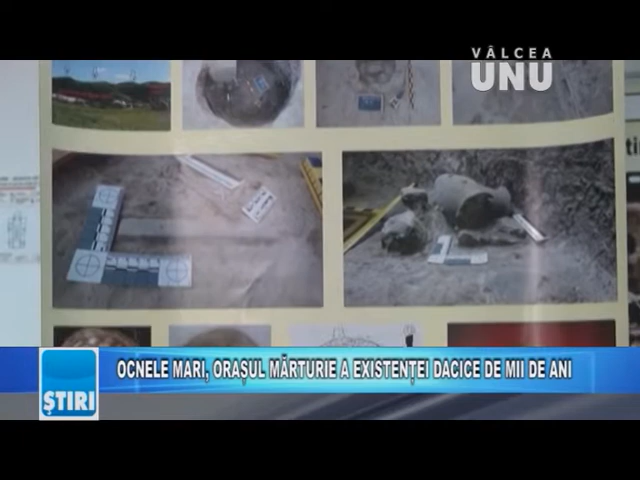 VÂLCEA
UNU
OCNELE MARI, ORAȘUL MĂRTURIE A EXISTENȚEI DACICE DE MII DE ANI
ȘTIRI